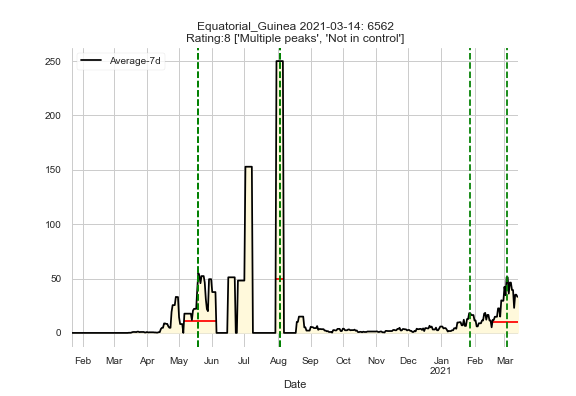 Equatorial_Guinea 2021-03-14: 6562
Rating:8 ['Multiple peaks', 'Not in control']
Average-7d
250
200
150
100
50
0
Feb Mar Apr May Jun Jul Aug Sep Oct Nov Dec Jan Feb Mar
2021
Date